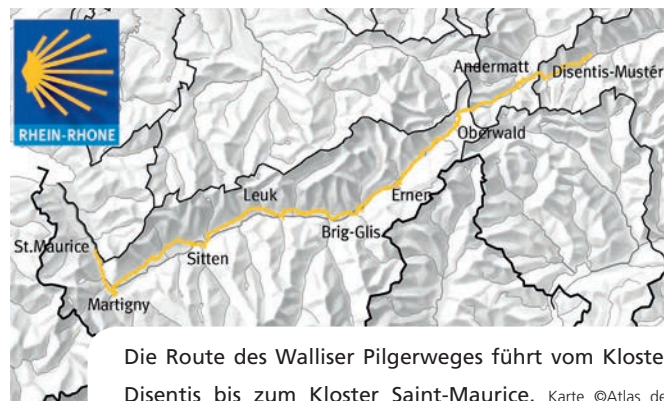 RHEIN-RHONE
Andermatt
Disentis-Mustér
Oberwald
Leuk
Ernen
Brig-Glis
St.Maurice
Sitten
Martigny
Die Route des Walliser Pilgerweges führt vom Kloste
Disentis bis zum Kloster Saint-Maurice. Karte ©Atlas de